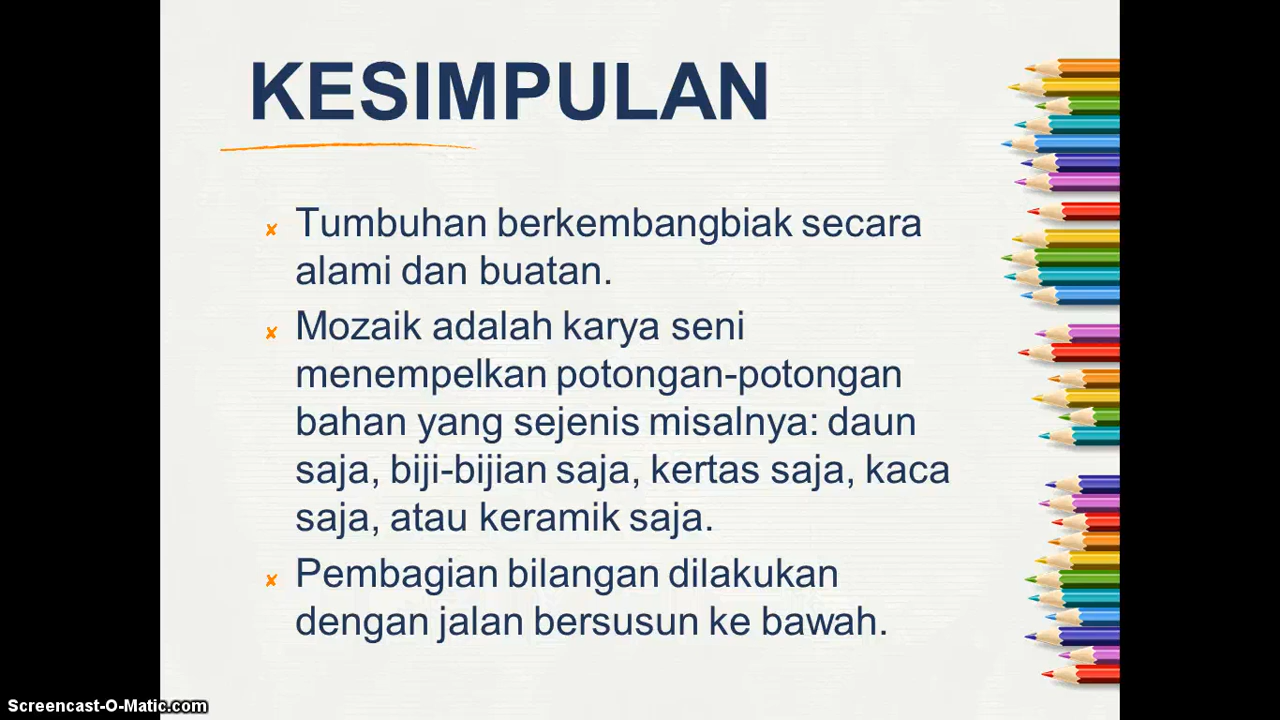 KESIMPULAN
Tumbuhan berkembangbiak secara
alami dan buatan.
Mozaik adalah karya seni
menempelkan potongan-potongan
bahan yang sejenis misalnya: daun
saja, biji-bijian saja, kertas saja, kaca
saja, atau keramik saja.
Pembagian bilangan dilakukan
dengan jalan bersusun ke bawah.
Screencast-O-Matic.com